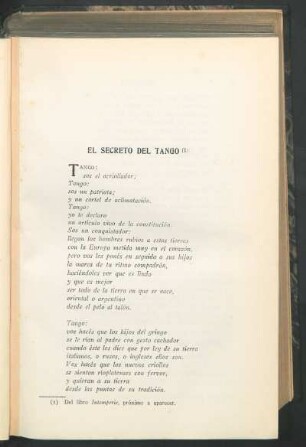 EL SECRETO DEL TANGO (1)
TANGO:
sos el acriollador;
Tango:
sos un patriota;
y un cartel de aclimatación.
Tango:
yo te declaro
un artículo vivo de la constitución.
Sos un conquistador:
llegan los hombres rubios a estas tierras
con la Europa metida muy en el corazón.
pero vos les ponés en seguida a sus hijos
la marca de tu ritmo compadrón,
haciéndoles ver que es lindo
y que es mejor
ser todo de la tierra en que se nace,
oriental o argentino
desde el pelo al talón.
Tango:
vos hacés que los hijos del gringo
se le rían al padre con gesto cachador
cuando éste les dice que por ley de su tierra
italianos, o rusos, o ingleses ellos son.
Vos hacés que los nuevos criollos
se sientan rioplatenses con fervor,
y quieran a su tierra
desde las puntas de su tradición.
(1) Del libro Intemperie, próximo a aparecer.